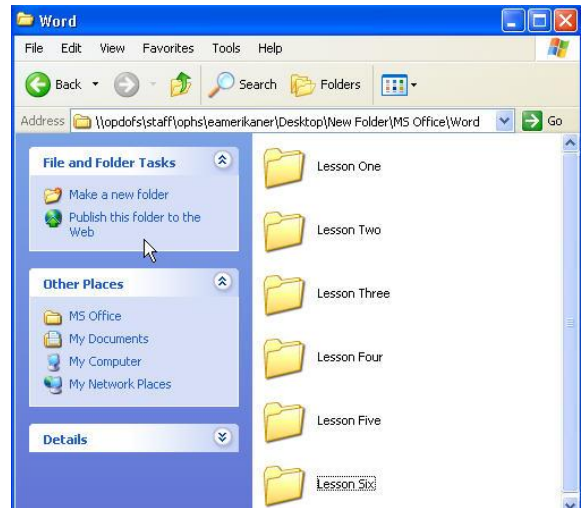 Word
File Edit View Favorites Tools Help
Back Search Folders
Address \\opdofs\staff\ophs\eamerikaner\Desktop\New Folder\MS Office\Word Go
File and Folder Tasks
Make a new folder
Publish this folder to the
Web
Other Places
MS Office
My Documents
My Computer
My Network Places
Details
Lesson One
Lesson Two
Lesson Three
Lesson Four
Lesson Five
Lesson Six